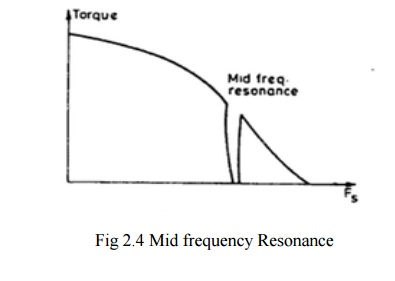 Torque
Mid freq.
resonance
Fs
Fig 2.4 Mid frequency Resonance